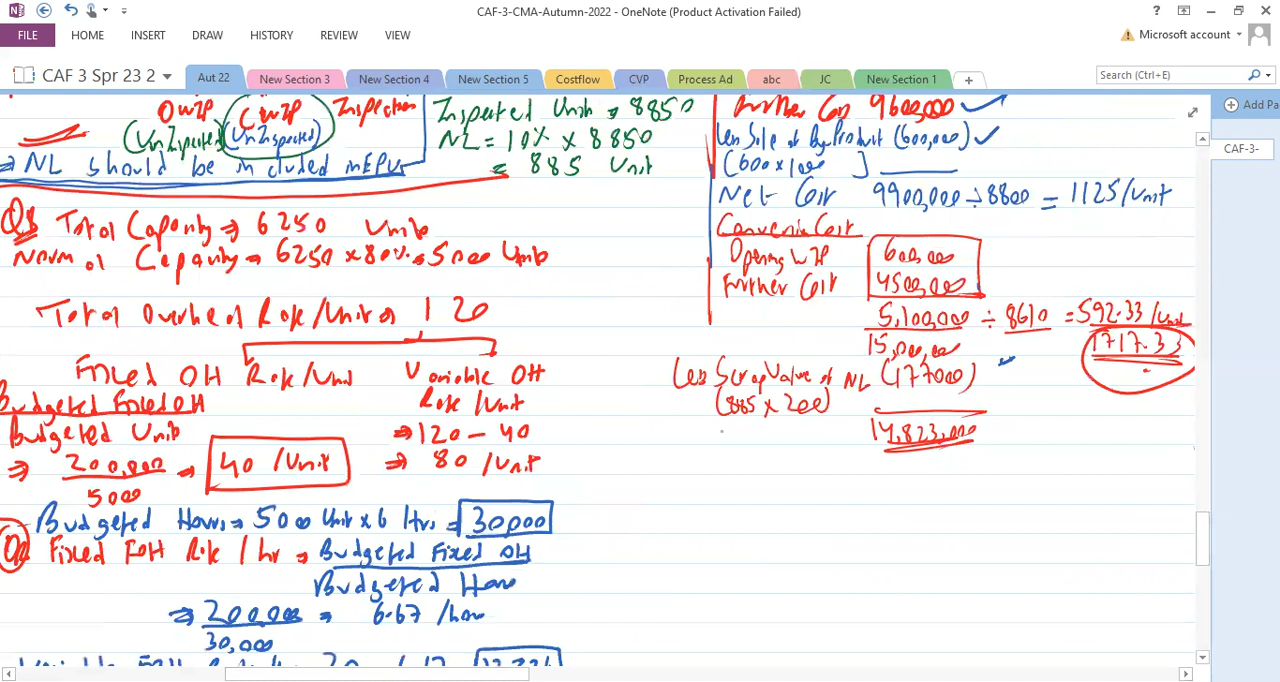 CAF-3-CMA-Autumn-2022 - OneNote (Product Activation Failed)
FILE HOME INSERT DRAW HISTORY REVIEW VIEW
Microsoft account
CAF 3 Spr 23 2
Aut 22 New Section 3 New Section 4 New Section 5 Costflow CVP Process Ad abc JC New Section 1
Search (Ctrl+E)
Add Pa
CAF-3-
OWIP CWIP Inspection
(UnInspected) (UnInspected)
⇒ NL should be included in EPU
Inspected Unit ⇒ 8850
NL = 10% × 8850
= 885 Unit
Further Cost 9600,000
Less Sale of By Product (600,000)
(600 × 1000)
Net Cost 9900,000 ÷ 8800 = 1125/Unit
Conversion Cost
Opening WIP 600,000
Further Cost 4500,000
5,100,000 ÷ 8610 = 592.33/Unit
15,000,000 1717.33
Less Scrap Value of NL (177000)
(885 × 200)
14,823,000
Q8 Total Capacity ⇒ 6250 Units
Normal Capacity ⇒ 6250 × 80% = 5000 Units
Total Overhead Rate/Unit ⇒ 120
Fixed OH Rate/Unit
Variable OH Rate/Unit
Budgeted Fixed OH
Budgeted Unit
⇒ 120 - 40
⇒ 200,000 ⇒ 40/Unit
5000
⇒ 80/Unit
Budgeted Hours ⇒ 5000 Unit × 6 Hrs = 30000
OR Fixed FOH Rate/hr ⇒ Budgeted Fixed OH
Budgeted Hours
⇒ 200,000 ⇒ 6.67/hour
30,000